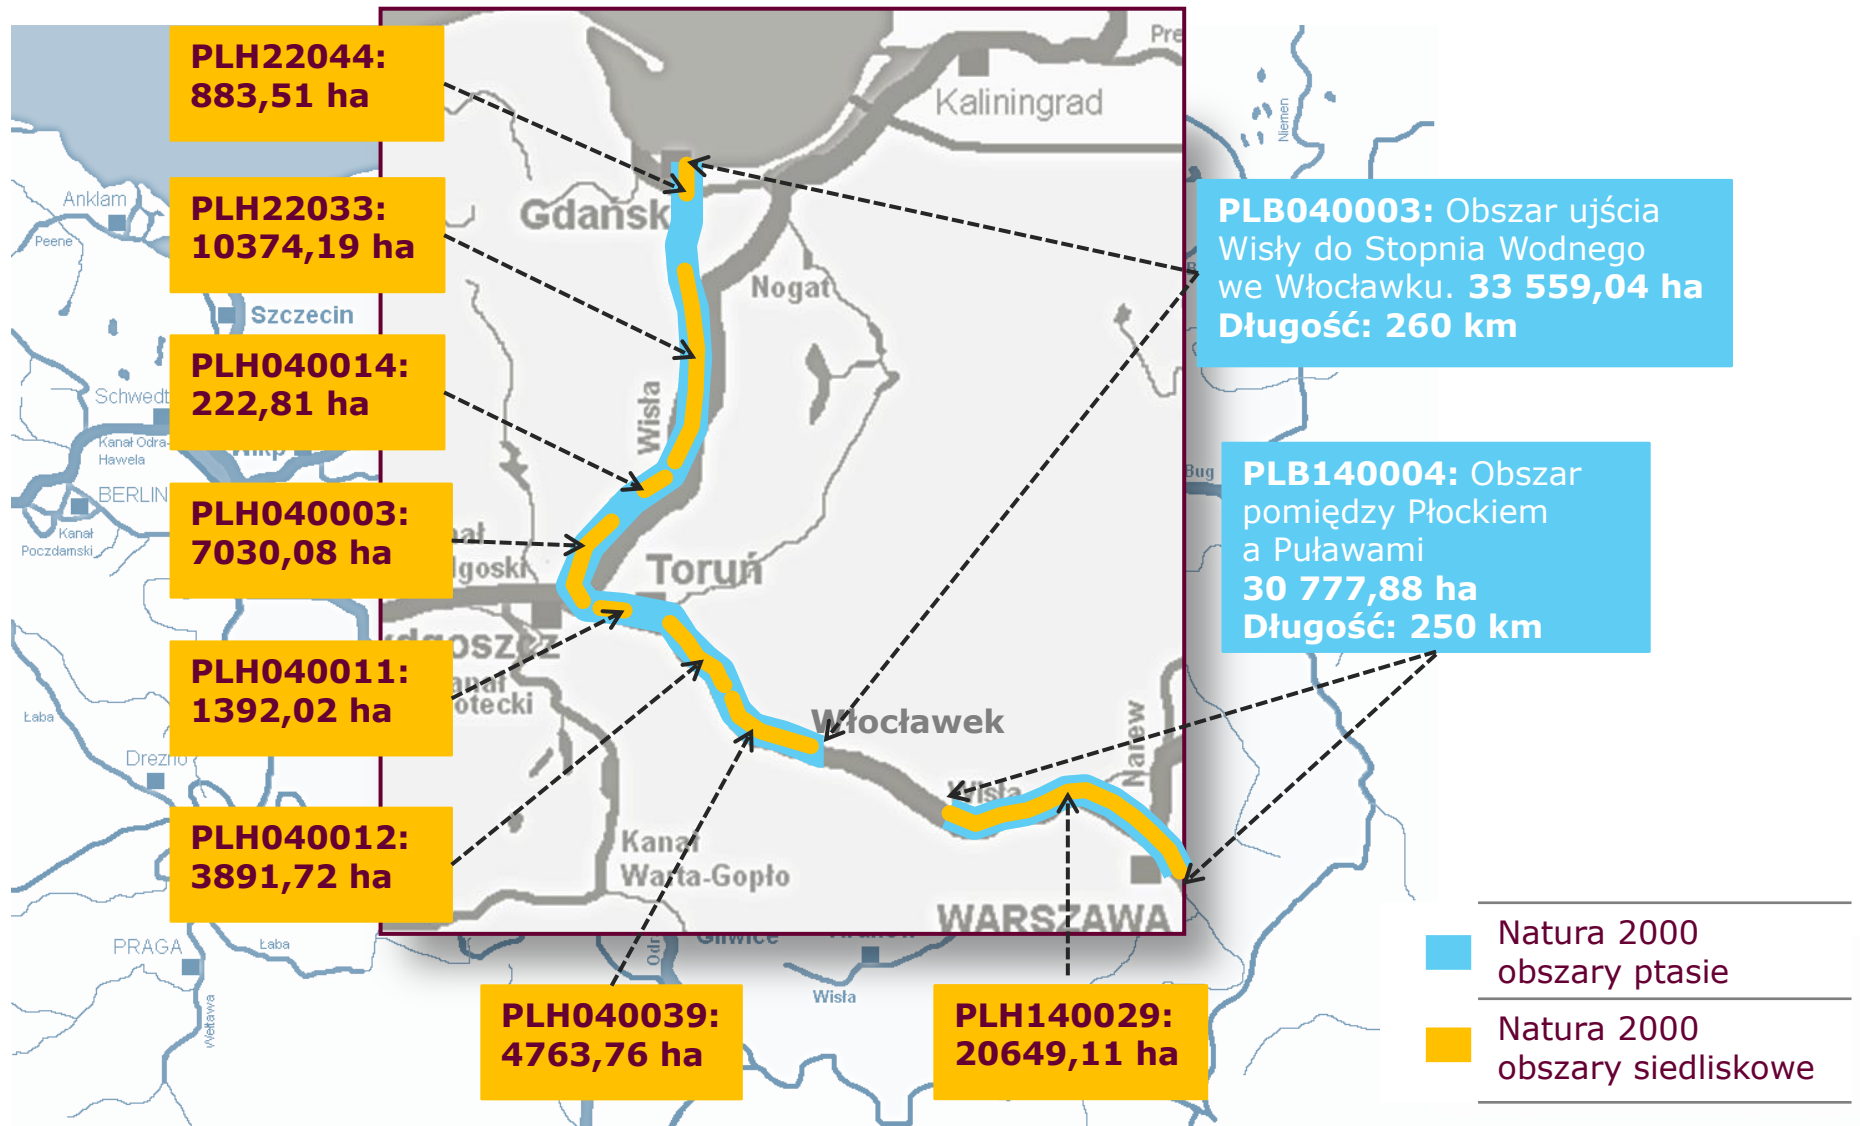 PLH22044:
883,51 ha
PLH22033:
10374,19 ha
PLH040014:
222,81 ha
PLH040003:
7030,08 ha
PLH040011:
1392,02 ha
PLH040012:
3891,72 ha
PLH040039:
4763,76 ha
PLH140029:
20649,11 ha
PLB040003: Obszar ujścia
Wisły do Stopnia Wodnego
we Włocławku. 33 559,04 ha
Długość: 260 km
PLB140004: Obszar
pomiędzy Płockiem
a Puławami
30 777,88 ha
Długość: 250 km
Natura 2000
obszary ptasie
Natura 2000
obszary siedliskowe
Kaliningrad
Gdańsk
Nogat
Wisła
Toruń
Włocławek
Wisła
Narew
Kanał
Warta-Gopło
WARSZAWA
Anklam
Peene
Szczecin
Schwedt
Kanał Odra-
Hawela
BERLIN
Kanał
Poczdamski
Łaba
Drezno
PRAGA
Łaba
Wełtawa
Gliwice
Wisła
Niemen
Bug